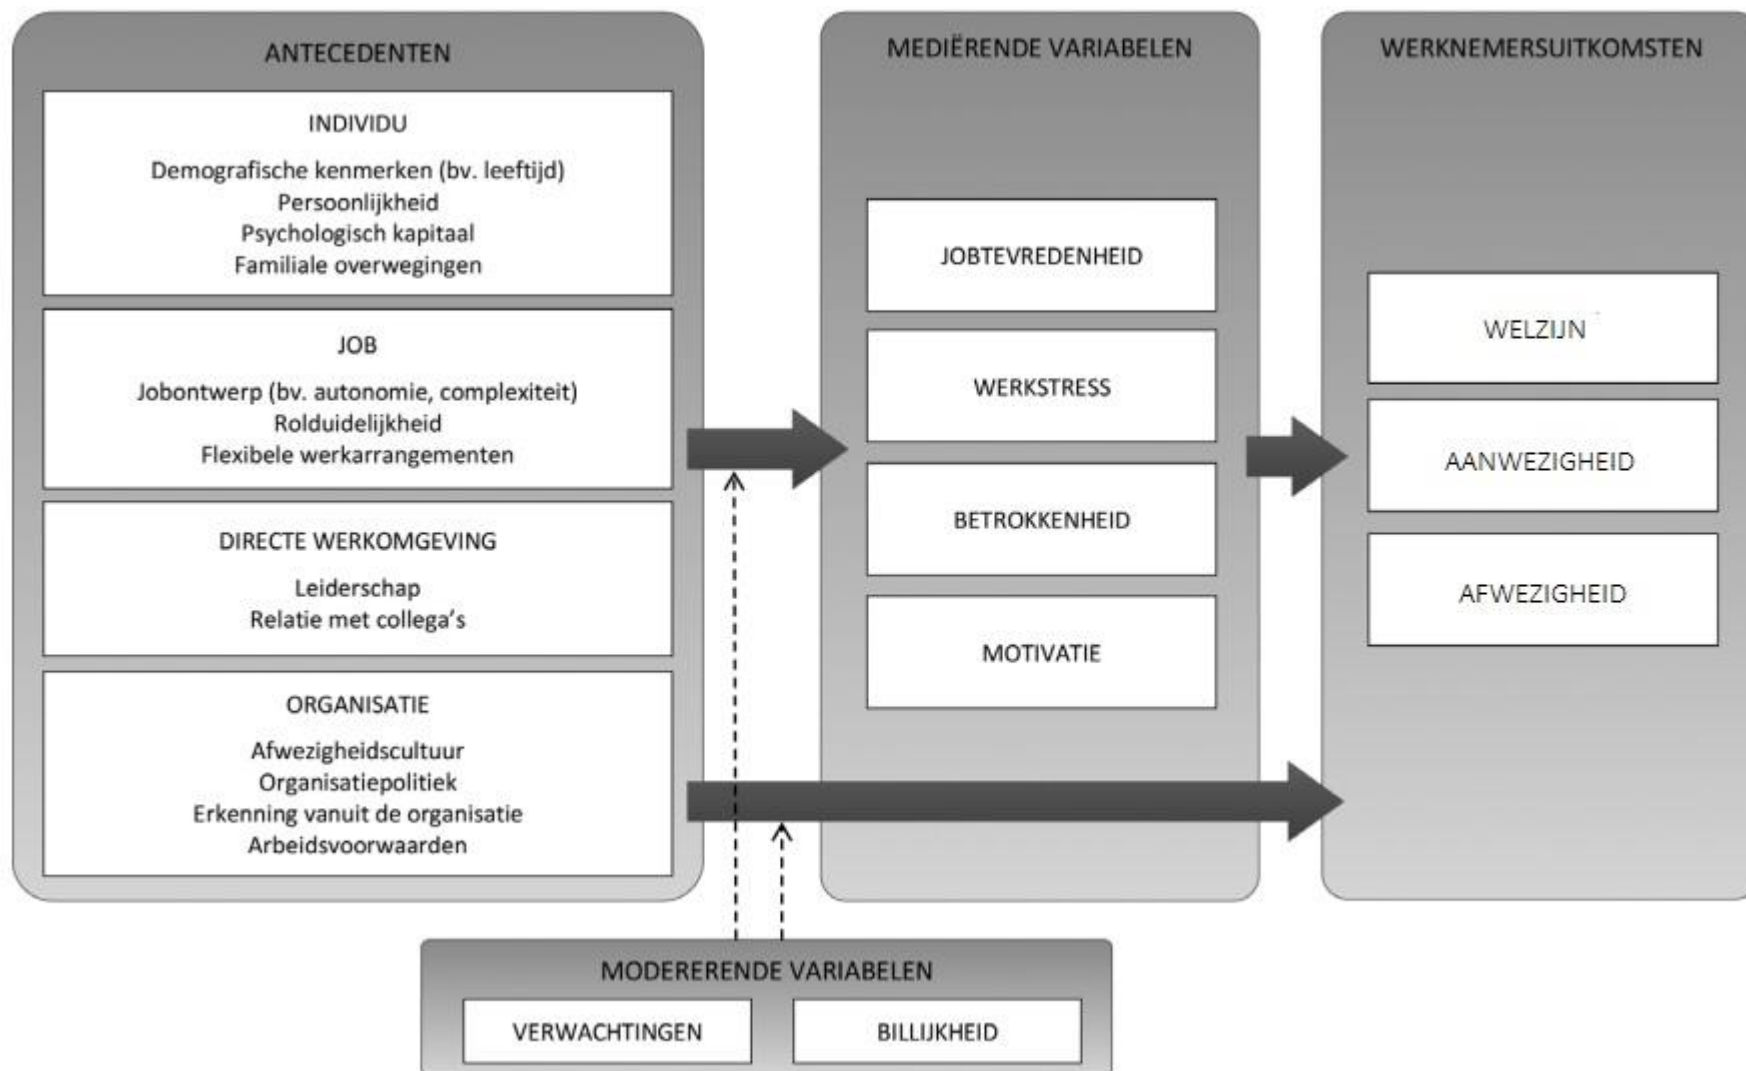 ANTECEDENTEN
INDIVIDU
Demografische kenmerken (bv. leeftijd)
Persoonlijkheid
Psychologisch kapitaal
Familiale overwegingen
JOB
Jobontwerp (bv. autonomie, complexiteit)
Rolduidelijkheid
Flexibele werkarrangementen
DIRECTE WERKOMGEVING
Leiderschap
Relatie met collega's
ORGANISATIE
Afwezigheidscultuur
Organisatiepolitiek
Erkenning vanuit de organisatie
Arbeidsvoorwaarden
MEDIËRENDE VARIABELEN
JOBTEVREDENHEID
WERKSTRESS
BETROKKENHEID
MOTIVATIE
WERKNEMERSUITKOMSTEN
WELZIJN
AANWEZIGHEID
AFWEZIGHEID
MODERERENDE VARIABELEN
VERWACHTINGEN
BILLIJKHEID